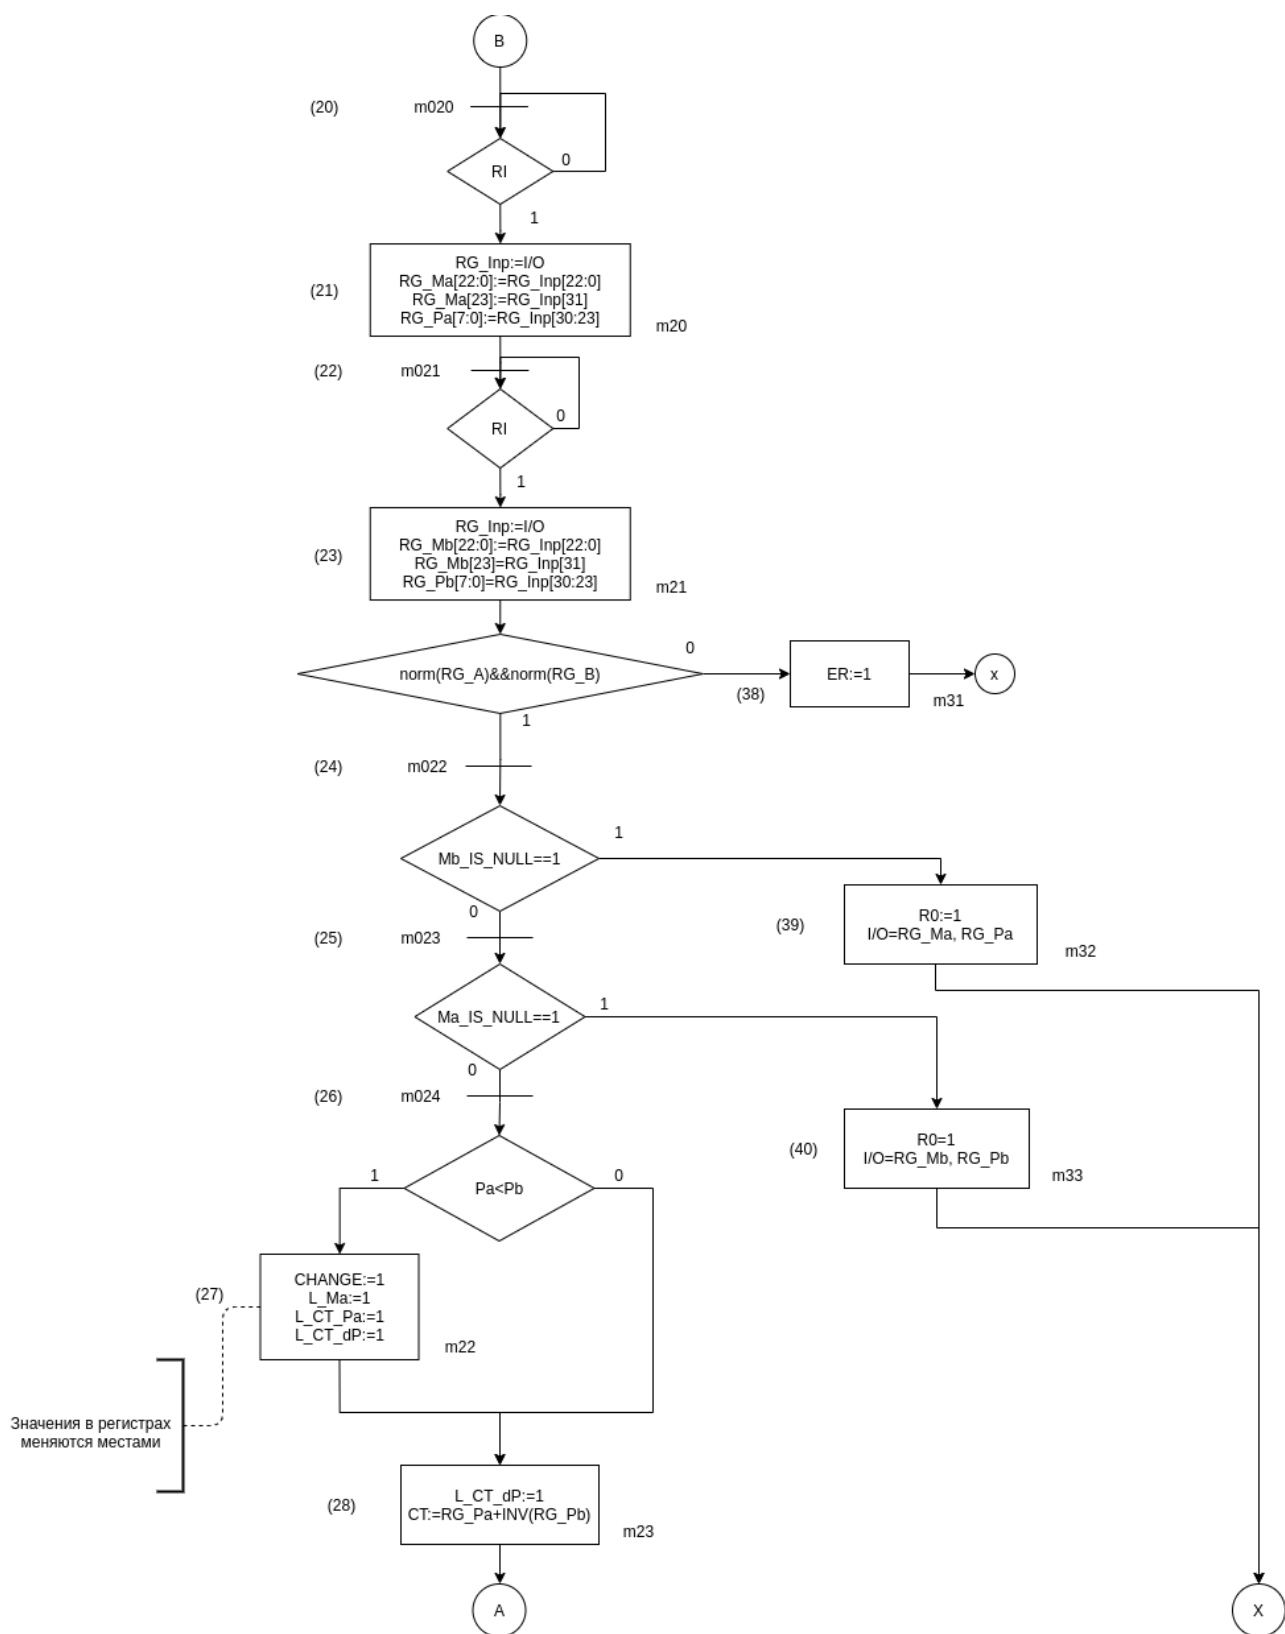 B
(20)
m020
RI
0
1
RG_Inp:=I/O
RG_Ma[22:0]:=RG_Inp[22:0]
RG_Ma[23]:=RG_Inp[31]
RG_Pa[7:0]:=RG_Inp[30:23]
(21)
m20
(22)
m021
RI
0
1
RG_Inp:=I/O
RG_Mb[22:0]:=RG_Inp[22:0]
RG_Mb[23]=RG_Inp[31]
RG_Pb[7:0]=RG_Inp[30:23]
(23)
m21
norm(RG_A)&&norm(RG_B)
0
(38)
ER:=1
m31
x
1
(24)
m022
Mb_IS_NULL==1
1
0
(39)
R0:=1
I/O=RG_Ma, RG_Pa
m32
(25)
m023
Ma_IS_NULL==1
1
0
(26)
m024
(40)
R0=1
I/O=RG_Mb, RG_Pb
m33
Pa<Pb
1
0
(27)
CHANGE:=1
L_Ma:=1
L_CT_Pa:=1
L_CT_dP:=1
m22
Значения в регистрах
меняются местами
(28)
L_CT_dP:=1
CT:=RG_Pa+INV(RG_Pb)
m23
A
X